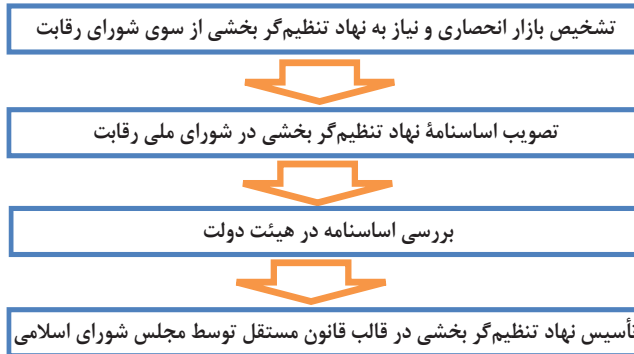 تشخیص بازار انحصاری و نیاز به نهاد تنظیم‌گر بخشی از سوی شورای رقابت
تصویب اساسنامۀ نهاد تنظیم‌گر بخشی در شورای ملی رقابت
بررسی اساسنامه در هیئت دولت
تأسیس نهاد تنظیم‌گر بخشی در قالب قانون مستقل توسط مجلس شورای اسلامی